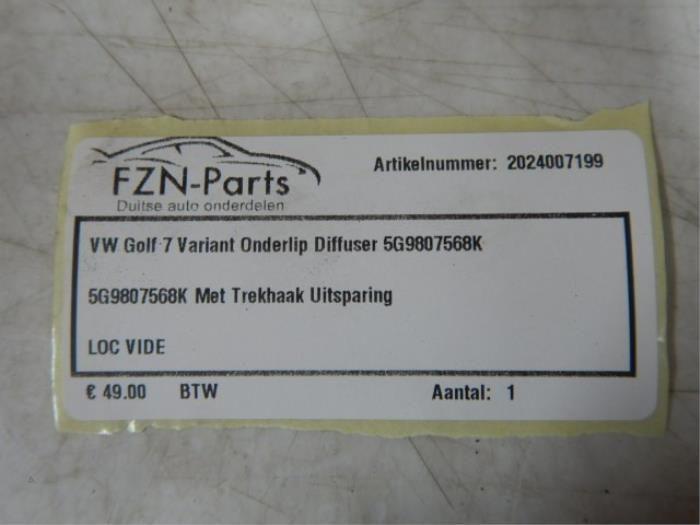 FZN-Parts
Duitse auto onderdelen
Artikelnummer: 2024007199
VW Golf 7 Variant Onderlip Diffuser 5G9807568K
5G9807568K Met Trekhaak Uitsparing
LOC VIDE
€ 49.00 BTW Aantal: 1